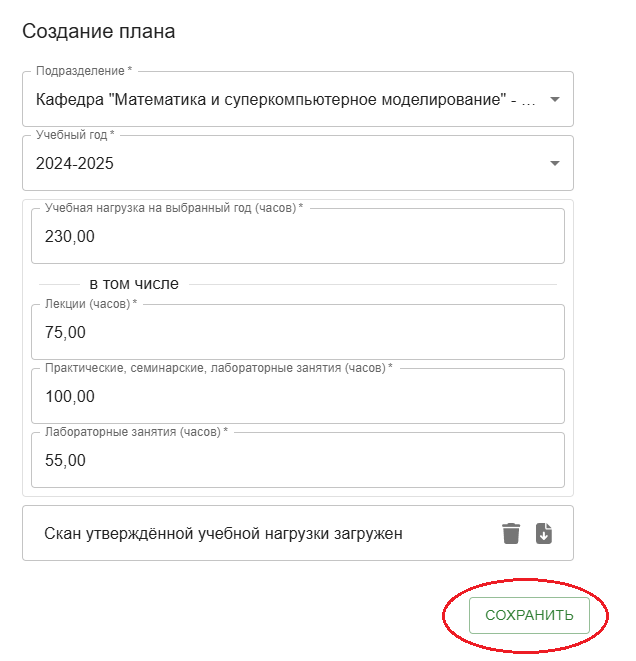 Создание плана
Подразделение *
Кафедра "Математика и суперкомпьютерное моделирование" - ...
Учебный год *
2024-2025
Учебная нагрузка на выбранный год (часов) *
230,00
в том числе
Лекции (часов) *
75,00
Практические, семинарские, лабораторные занятия (часов) *
100,00
Лабораторные занятия (часов) *
55,00
Скан утверждённой учебной нагрузки загружен
СОХРАНИТЬ